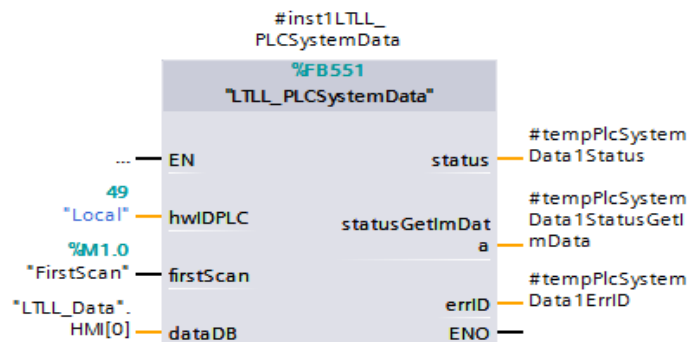 #inst1LTLL_
PLCSystemData
%FB551
"LTLL_PLCSystemData"
... EN
status
#tempPlcSystem
Data1Status
49
"Local"
hwIDPLC
statusGetImDat
a
#tempPlcSystem
Data1StatusGetI
mData
%M1.0
"FirstScan"
firstScan
errID
#tempPlcSystem
Data1ErrID
"LTLL_Data".
HMI[0]
dataDB
ENO